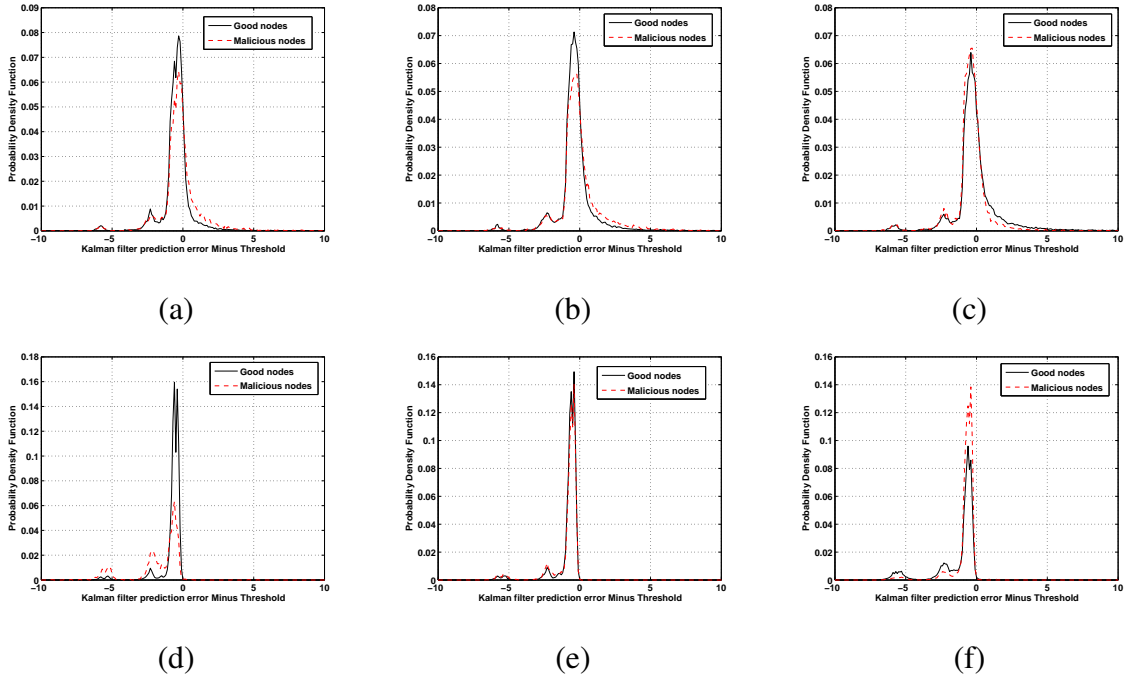 0.09
0.08
0.07
0.06
0.05
0.04
0.03
0.02
0.01
0
−10 −5 0 5 10
Probability Density Function
Kalman filter prediction error Minus Threshold
Good nodes
Malicious nodes
(a)
0.08
0.07
0.06
0.05
0.04
0.03
0.02
0.01
0
−10 −5 0 5 10
Probability Density Function
Kalman filter prediction error Minus Threshold
Good nodes
Malicious nodes
(b)
0.08
0.07
0.06
0.05
0.04
0.03
0.02
0.01
0
−10 −5 0 5 10
Probability Density Function
Kalman filter prediction error Minus Threshold
Good nodes
Malicious nodes
(c)
0.18
0.16
0.14
0.12
0.1
0.08
0.06
0.04
0.02
0
−10 −5 0 5 10
Probability Density Function
Kalman filter prediction error Minus Threshold
Good nodes
Malicious nodes
(d)
0.16
0.14
0.12
0.1
0.08
0.06
0.04
0.02
0
−10 −5 0 5 10
Probability Density Function
Kalman filter prediction error Minus Threshold
Good nodes
Malicious nodes
(e)
0.16
0.14
0.12
0.1
0.08
0.06
0.04
0.02
0
−10 −5 0 5 10
Probability Density Function
Kalman filter prediction error Minus Threshold
Good nodes
Malicious nodes
(f)